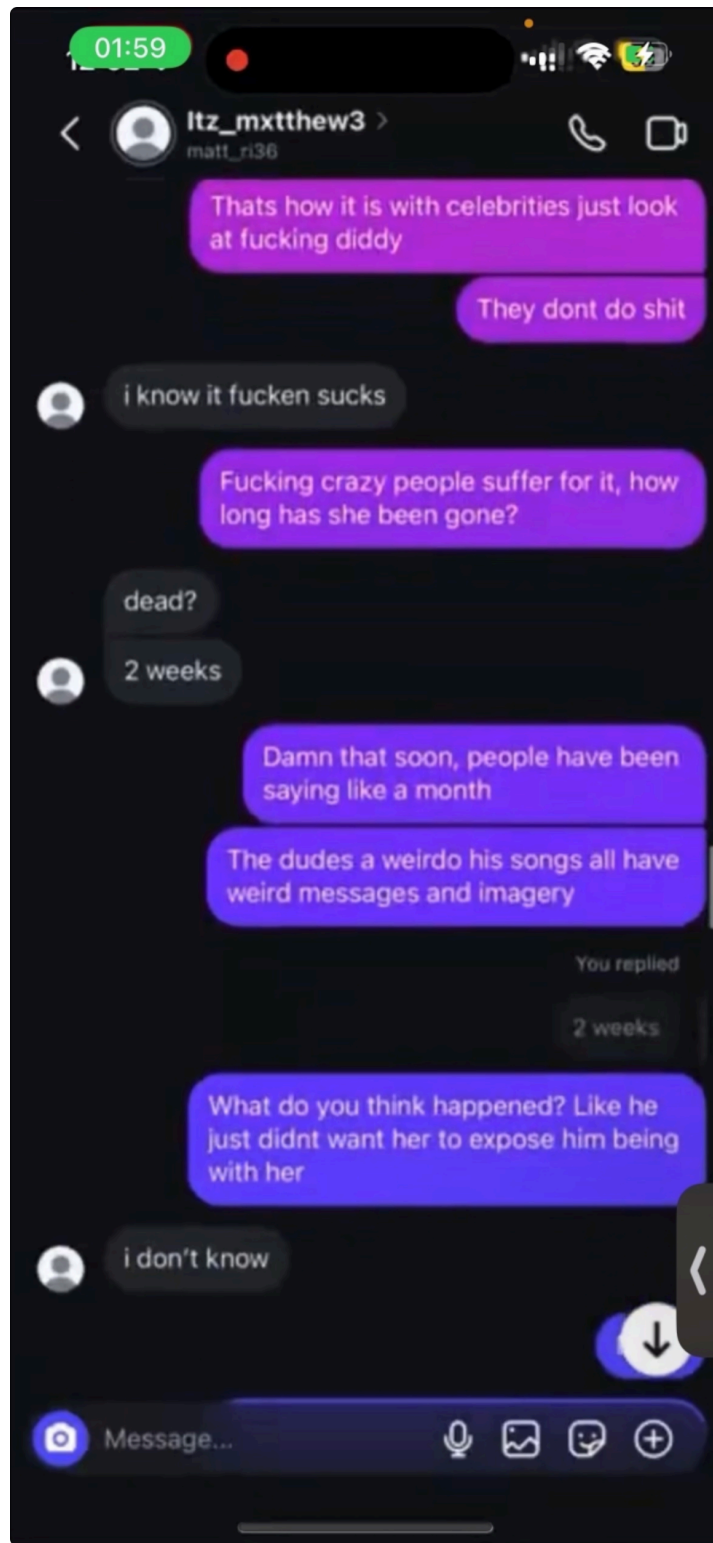 01:59
Itz_mxtthew3
matt_ri36
Thats how it is with celebrities just look
at fucking diddy
They dont do shit
i know it fucken sucks
Fucking crazy people suffer for it, how
long has she been gone?
dead?
2 weeks
Damn that soon, people have been
saying like a month
The dudes a weirdo his songs all have
weird messages and imagery
You replied
2 weeks
What do you think happened? Like he
just didnt want her to expose him being
with her
i don't know
Message...